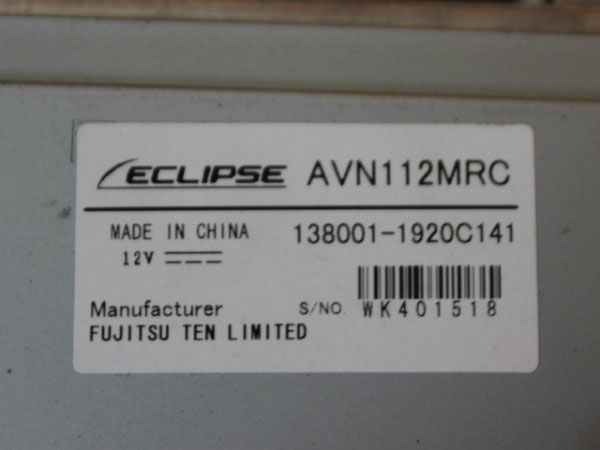 ECLIPSE AVN112MRC
MADE IN CHINA 138001-1920C141
12V
S/NO. WK401518
Manufacturer
FUJITSU TEN LIMITED